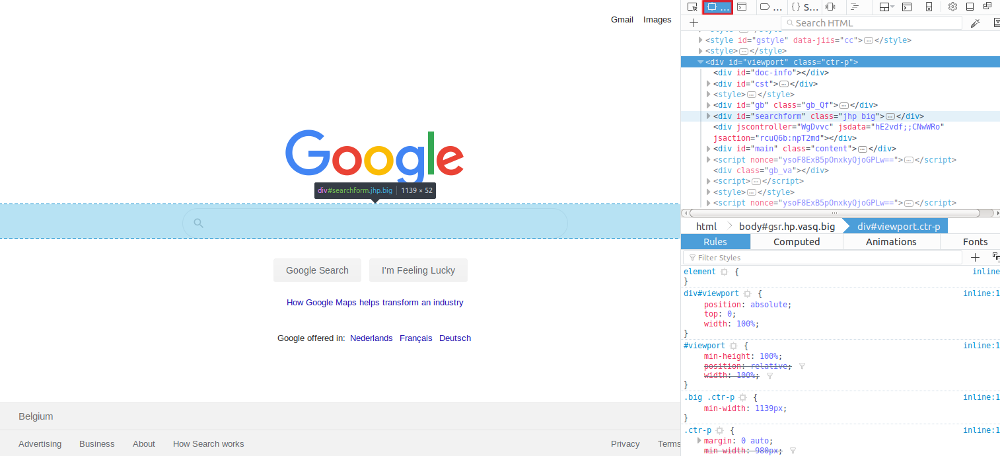 Gmail Images
Google
div#searchform.jhp.big 1139 × 52
Google Search I'm Feeling Lucky
How Google Maps helps transform an industry
Google offered in: Nederlands Français Deutsch
Belgium
Advertising Business About How Search works Privacy Terms
... ... { } S...
Search HTML
<style id="gstyle" data-jiis="cc"></style>
<style></style>
<div id="viewport" class="ctr-p">
<div id="doc-info"></div>
<div id="cst"></div>
<style></style>
<div id="gb" class="gb_Qf"></div>
<div id="searchform" class="jhp big"></div>
<div jscontroller="WgDvvc" jsdata="hE2vdf;;CNwWRo"
jsaction="rcuQ6b:npT2md"></div>
<div id="main" class="content"></div>
<script nonce="ysoF8ExB5pOnxkyQjoGPLw=="></script>
<div class="gb_va">
<script></script>
<style></style>
<script nonce="ysoF8ExB5pOnxkyQjoGPLw=="></script>
html body#gsr.hp.vasq.big div#viewport.ctr-p
Rules Computed Animations Fonts
Filter Styles
element { inline
}
div#viewport { inline:1
position: absolute;
top: 0;
width: 100%;
}
#viewport { inline:1
min-height: 100%;
position: relative;
width: 100%;
}
.big .ctr-p { inline:1
min-width: 1139px;
}
.ctr-p { inline:1
margin: 0 auto;
min-width: 980px;